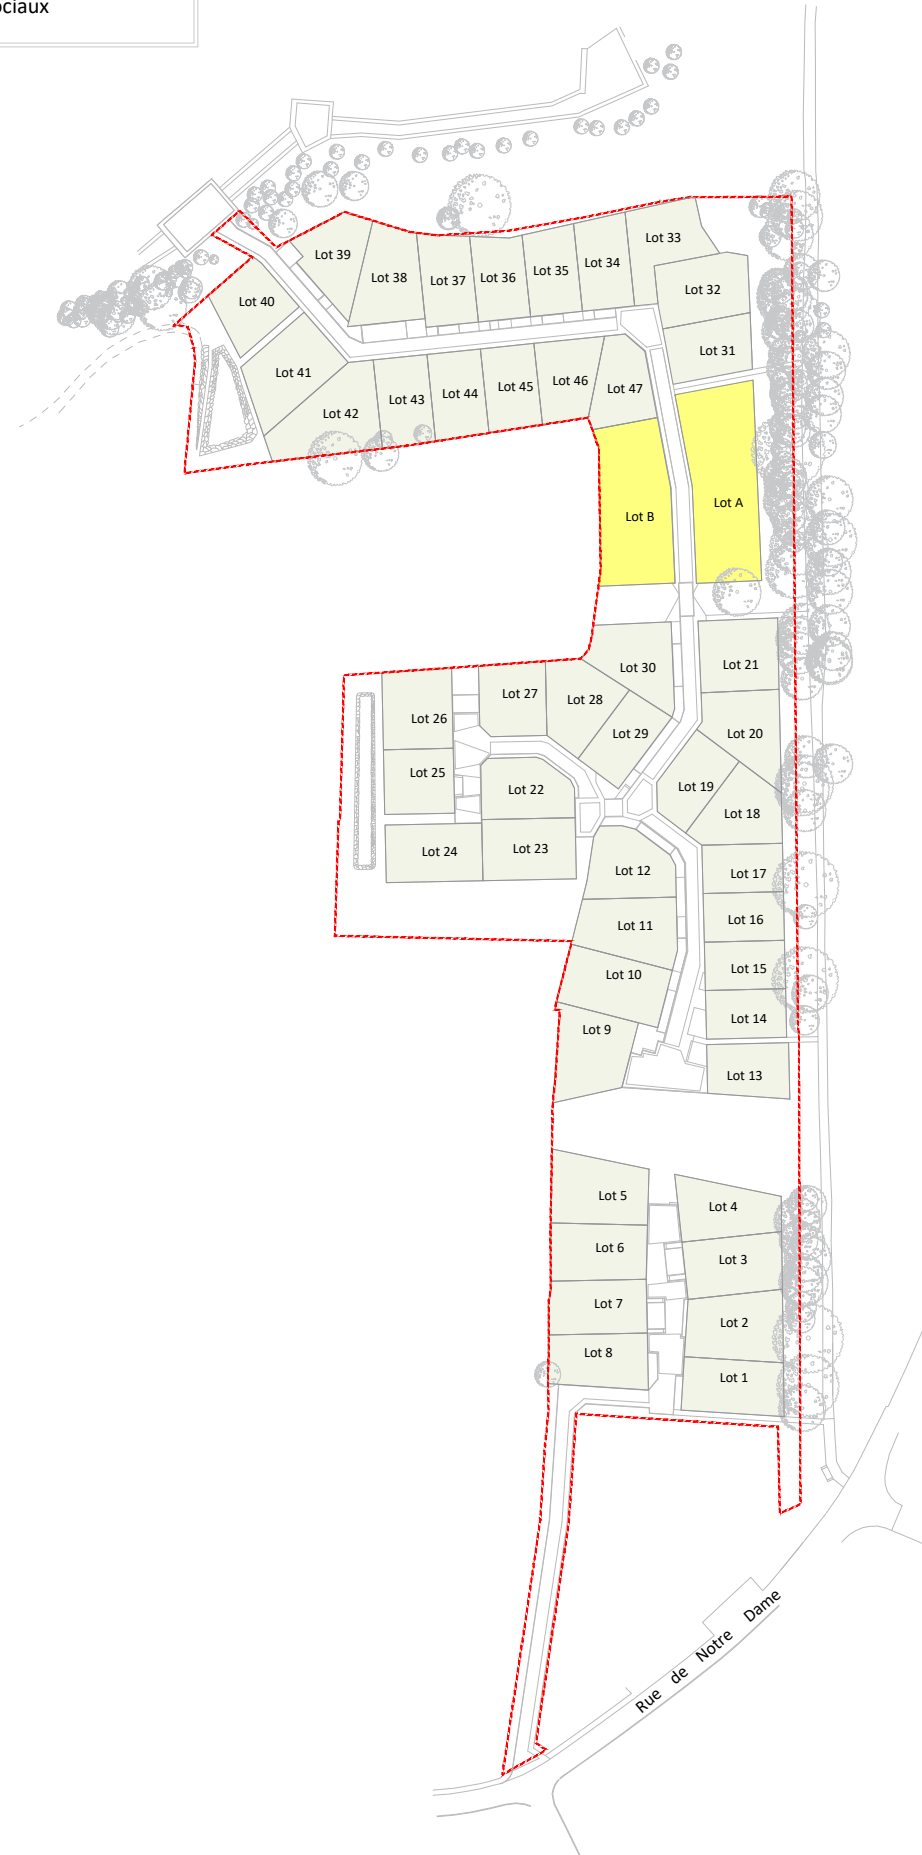 ociaux
Lot 33
Lot 39
Lot 38
Lot 37
Lot 36
Lot 35
Lot 34
Lot 32
Lot 40
Lot 31
Lot 41
Lot 42
Lot 43
Lot 44
Lot 45
Lot 46
Lot 47
Lot B
Lot A
Lot 30
Lot 21
Lot 26
Lot 27
Lot 28
Lot 29
Lot 20
Lot 25
Lot 22
Lot 19
Lot 18
Lot 24
Lot 23
Lot 12
Lot 17
Lot 11
Lot 16
Lot 10
Lot 15
Lot 9
Lot 14
Lot 13
Lot 5
Lot 4
Lot 6
Lot 3
Lot 7
Lot 2
Lot 8
Lot 1
Rue de Notre Dame